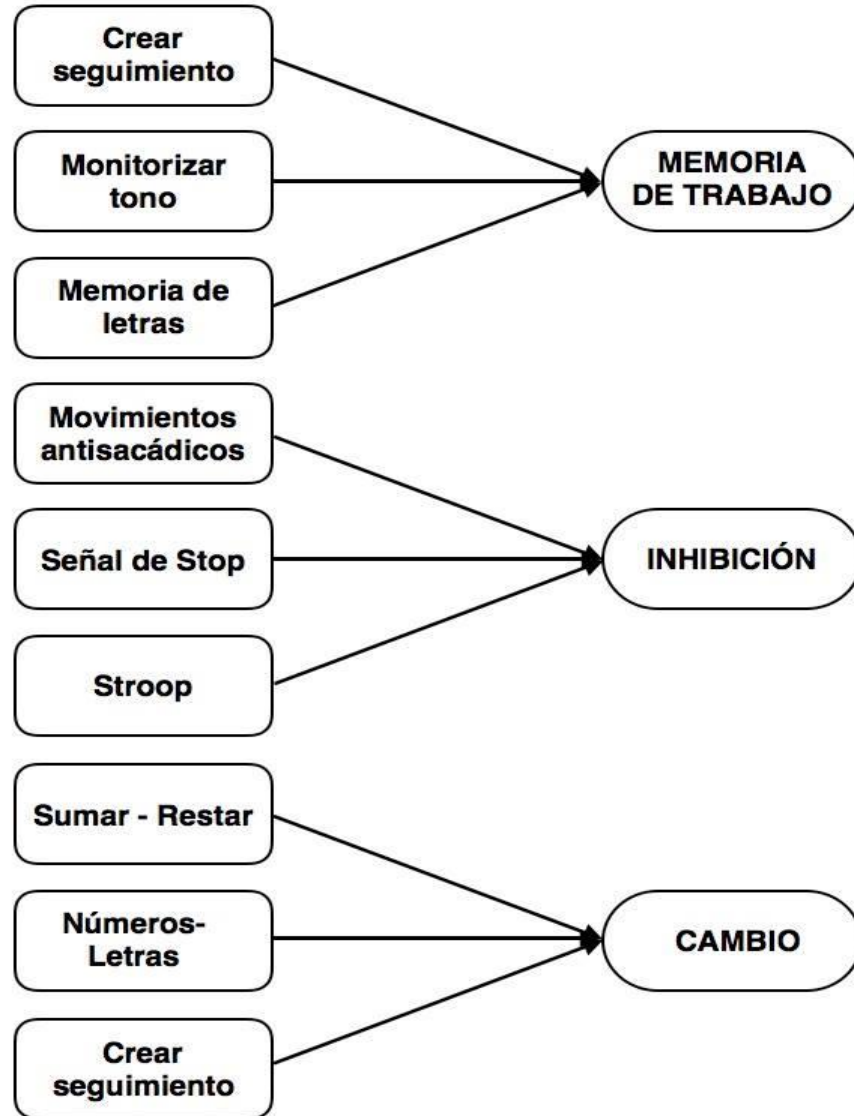 Crear
seguimiento
Monitorizar
tono
Memoria de
letras
MEMORIA
DE TRABAJO
Movimientos
antisacádicos
Señal de Stop
Stroop
INHIBICIÓN
Sumar - Restar
Números-
Letras
Crear
seguimiento
CAMBIO